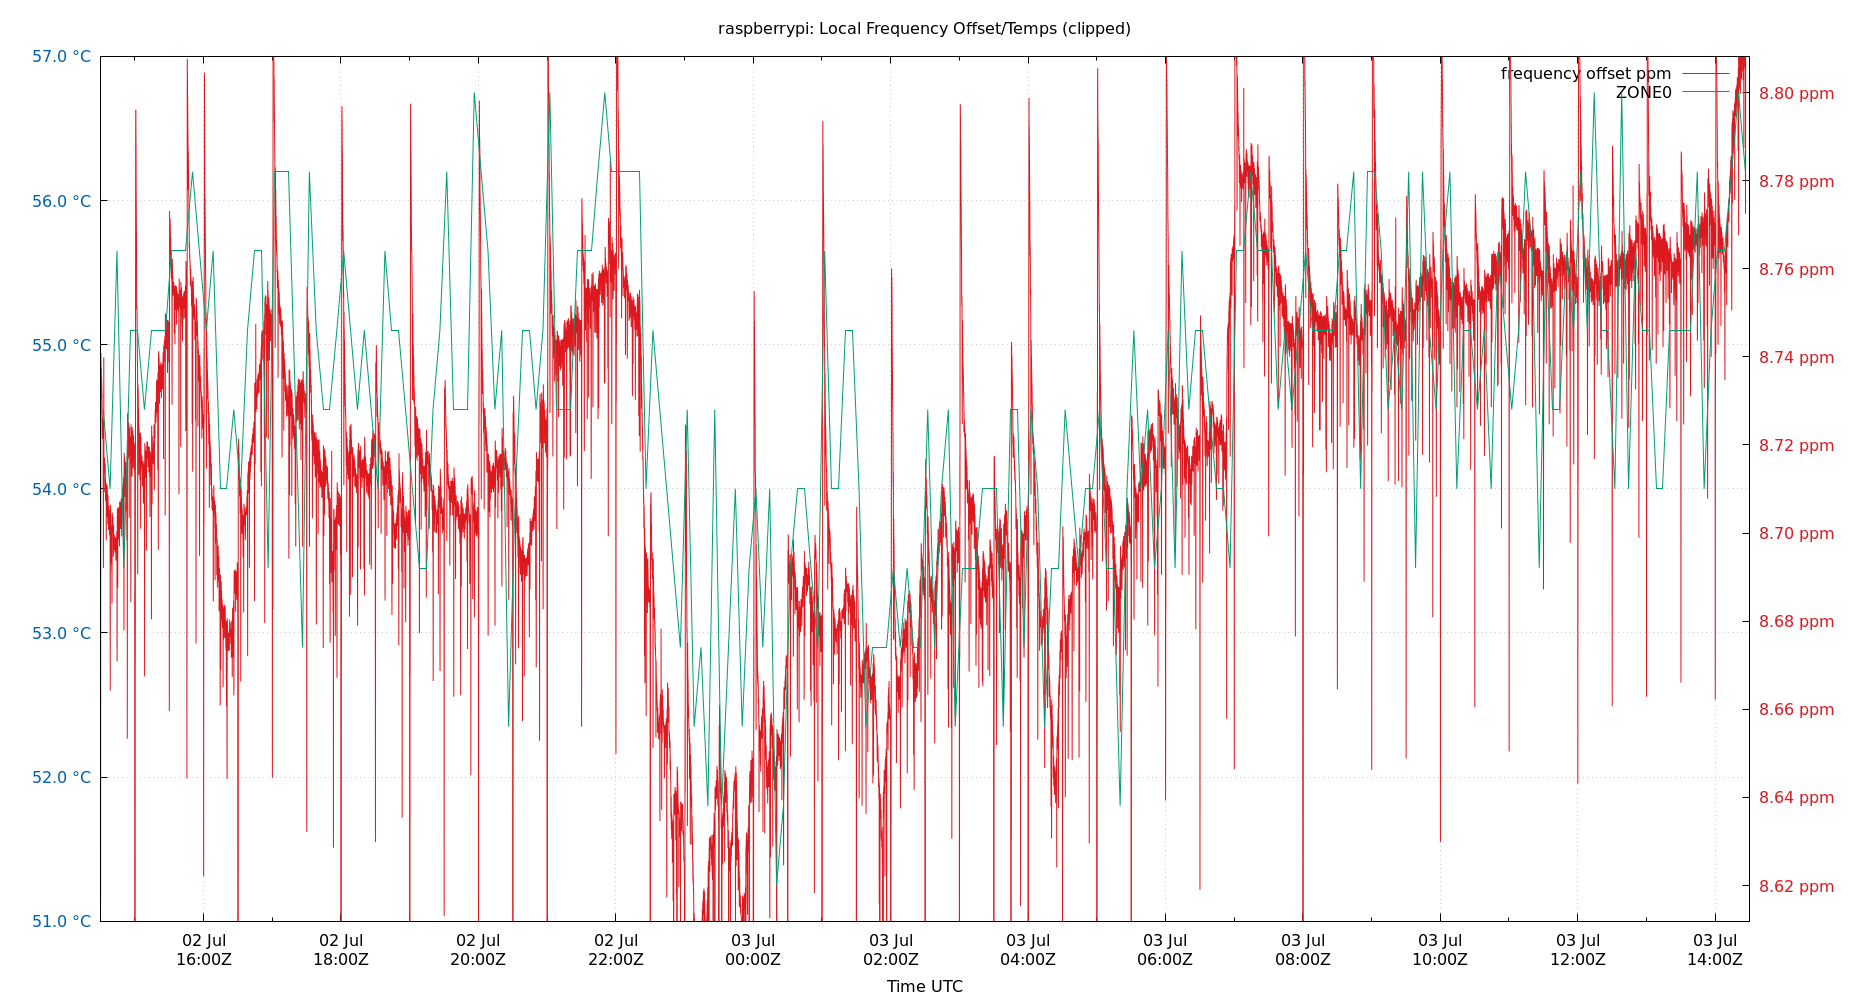 raspberrypi: Local Frequency Offset/Temps (clipped)
57.0 °C
56.0 °C
55.0 °C
54.0 °C
53.0 °C
52.0 °C
51.0 °C
frequency offset ppm
ZONE0
8.80 ppm
8.78 ppm
8.76 ppm
8.74 ppm
8.72 ppm
8.70 ppm
8.68 ppm
8.66 ppm
8.64 ppm
8.62 ppm
02 Jul
16:00Z
02 Jul
18:00Z
02 Jul
20:00Z
02 Jul
22:00Z
03 Jul
00:00Z
03 Jul
02:00Z
03 Jul
04:00Z
03 Jul
06:00Z
03 Jul
08:00Z
03 Jul
10:00Z
03 Jul
12:00Z
03 Jul
14:00Z
Time UTC